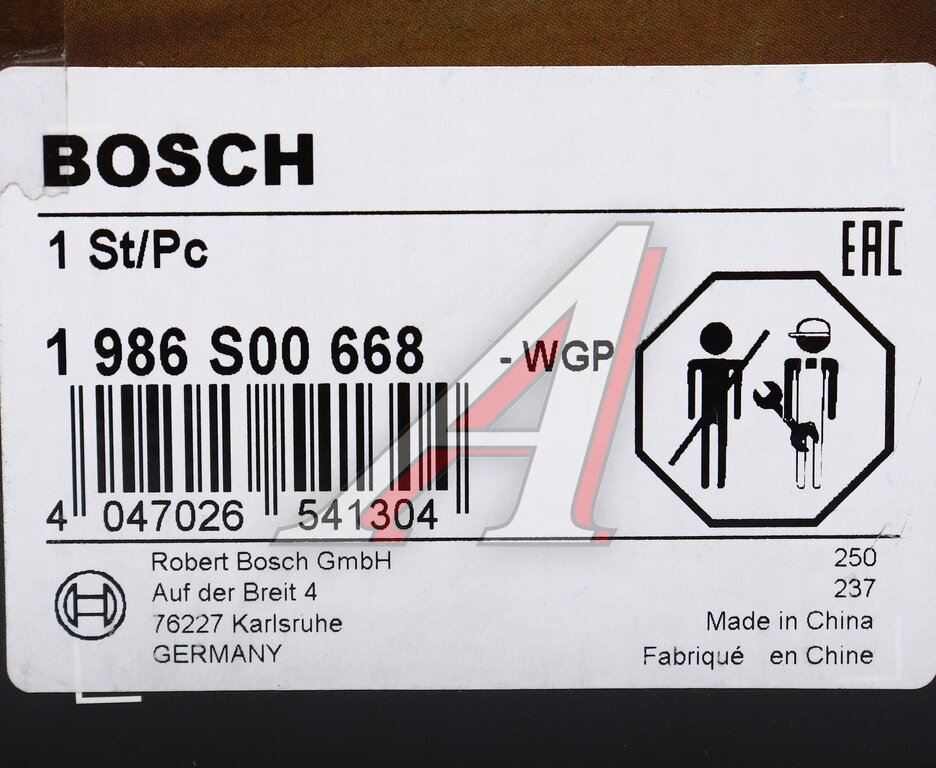 BOSCH
1 St/Pc
EAC
1 986 S00 668 - WGP
4 047026 541304
Robert Bosch GmbH
Auf der Breit 4
76227 Karlsruhe
GERMANY
250
237
Made in China
Fabriqué en Chine